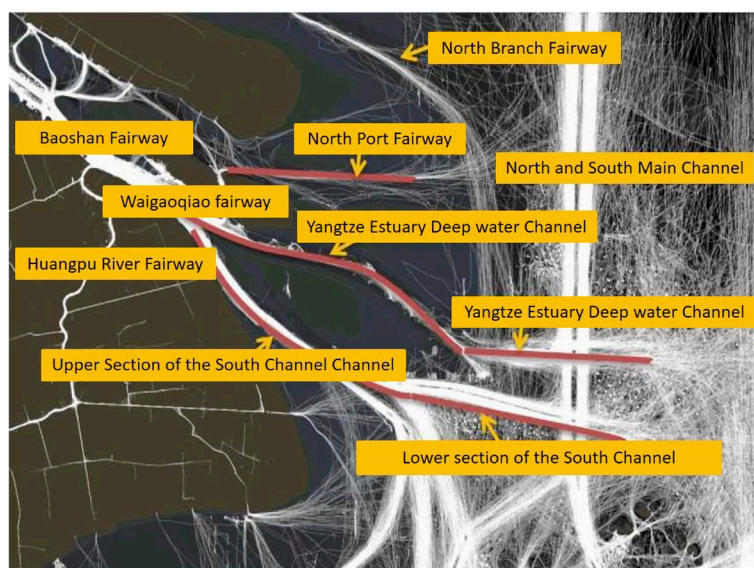 North Branch Fairway
Baoshan Fairway
North Port Fairway
North and South Main Channel
Waigaoqiao fairway
Yangtze Estuary Deep water Channel
Huangpu River Fairway
Yangtze Estuary Deep water Channel
Upper Section of the South Channel Channel
Lower section of the South Channel